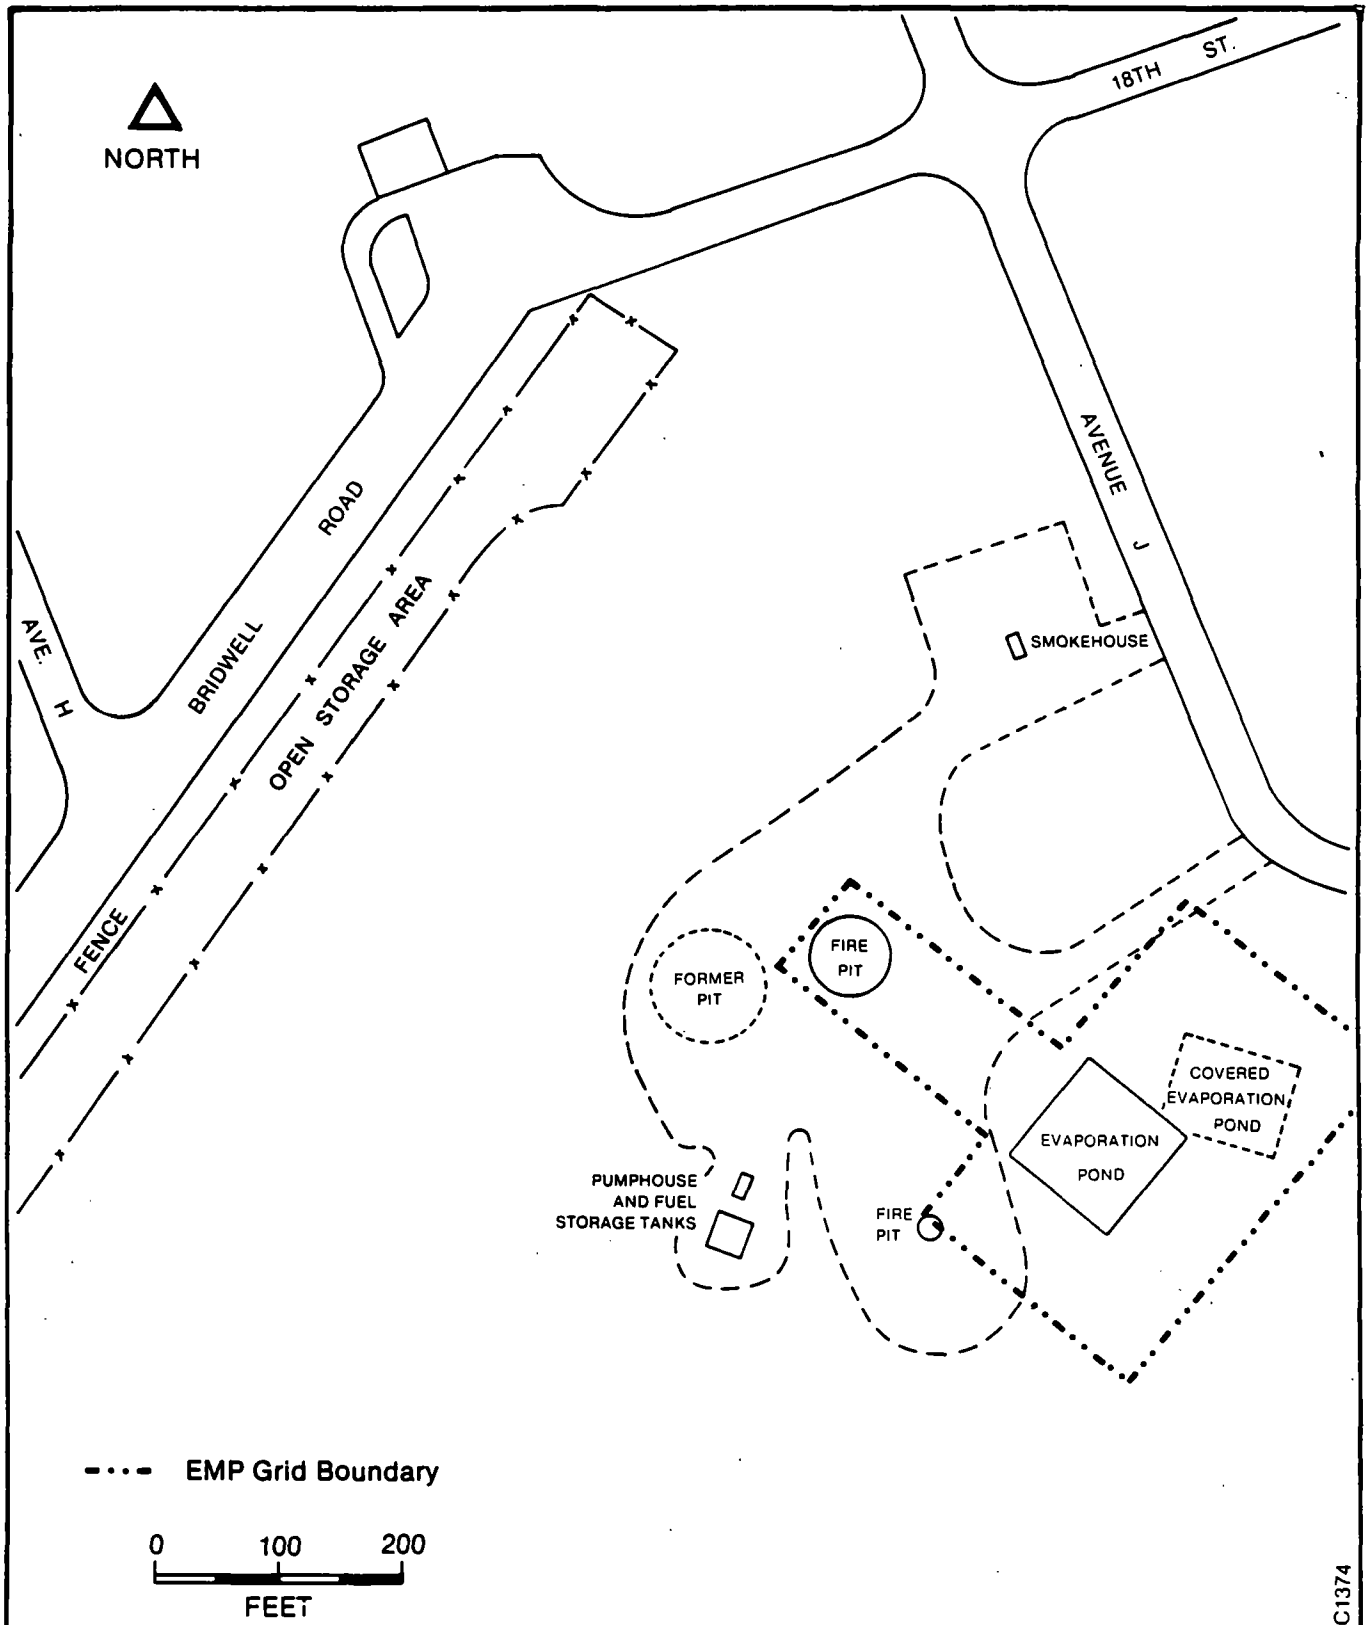 18TH ST.
NORTH
AVENUE J
ROAD
BRIDWELL
OPEN STORAGE AREA
AVE. H
SMOKEHOUSE
FENCE
FIRE
PIT
FORMER
PIT
COVERED
EVAPORATION
POND
EVAPORATION
POND
PUMPHOUSE
AND FUEL
STORAGE TANKS
FIRE
PIT
EMP Grid Boundary
0 100 200
FEET
C1374